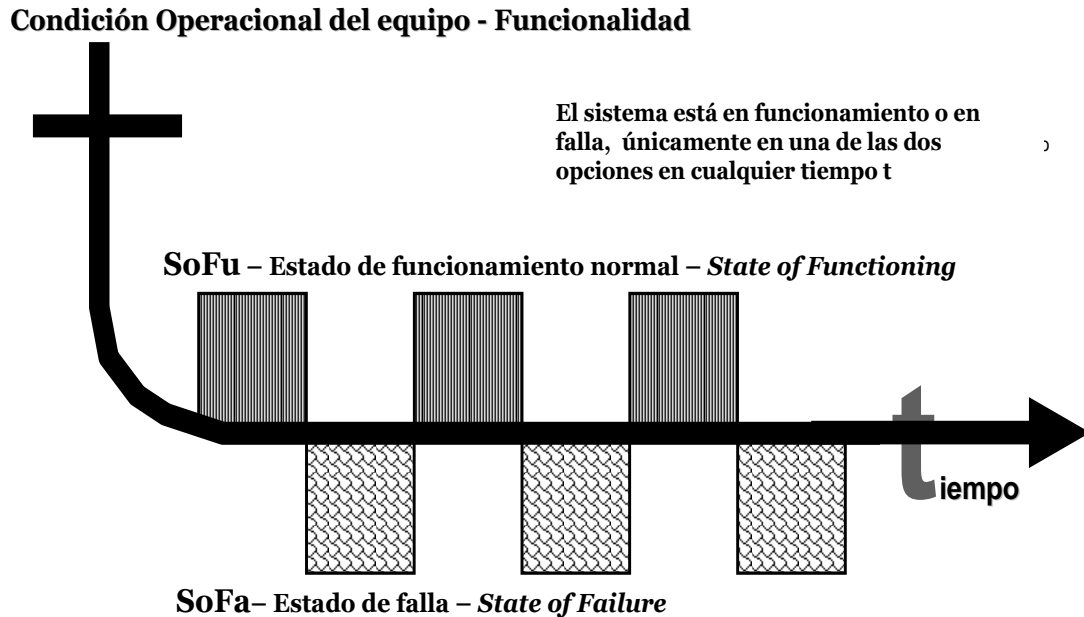 Condición Operacional del equipo - Funcionalidad
El sistema está en funcionamiento o en
falla, únicamente en una de las dos
opciones en cualquier tiempo t
SoFu – Estado de funcionamiento normal – State of Functioning
tiempo
SoFa– Estado de falla – State of Failure